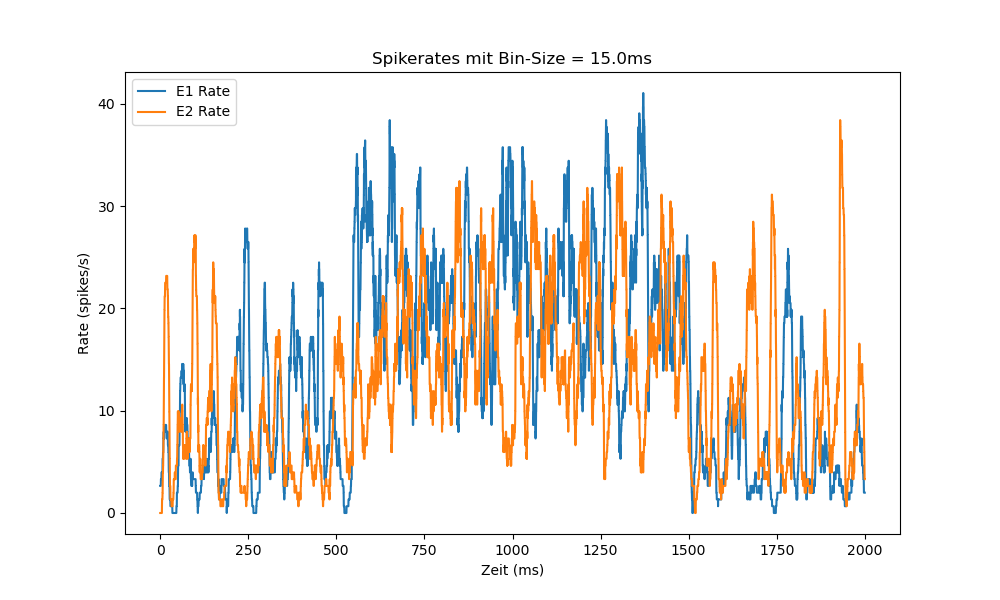 Spikerates mit Bin-Size = 15.0ms
E1 Rate
E2 Rate
Rate (spikes/s)
40
30
20
10
0
0 250 500 750 1000 1250 1500 1750 2000
Zeit (ms)